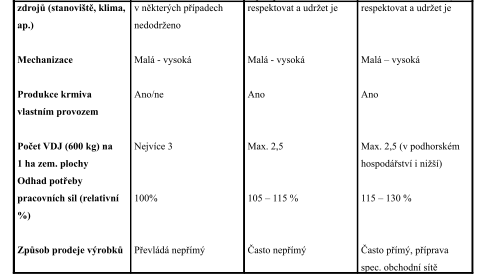 zdrojů (stanoviště, klima, v některých případech respektovat a udržet je respektovat a udržet je
ap.) nedodrženo
Mechanizace Malá - vysoká Malá - vysoká Malá – vysoká
Produkce krmiva Ano/ne Ano Ano
vlastním provozem
Počet VDJ (600 kg) na Nejvíce 3 Max. 2,5 Max. 2,5 (v podhorském
1 ha zem. plochy hospodářství i nižší)
Odhad potřeby
pracovních sil (relativní 100% 105 – 115 % 115 – 130 %
%)
Způsob prodeje výrobků Převládá nepřímý Často nepřímý Často přímý, příprava
spec. obchodní sítě